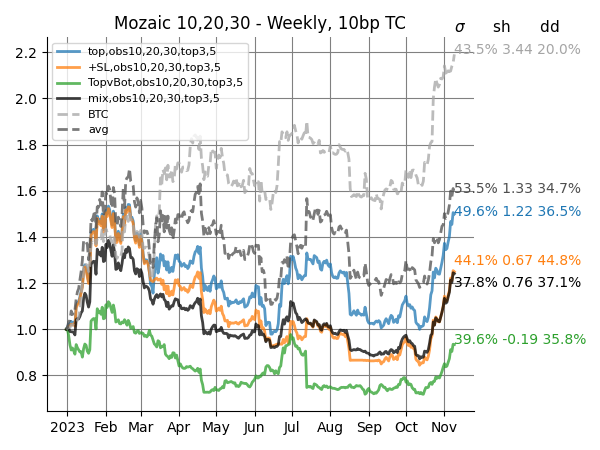 Mozaic 10,20,30 - Weekly, 10bp TC
σ sh dd
top,obs10,20,30,top3,5
+SL,obs10,20,30,top3,5
TopvBot,obs10,20,30,top3,5
mix,obs10,20,30,top3,5
BTC
avg
43.5% 3.44 20.0%
53.5% 1.33 34.7%
49.6% 1.22 36.5%
44.1% 0.67 44.8%
37.8% 0.76 37.1%
39.6% -0.19 35.8%
2.2
2.0
1.8
1.6
1.4
1.2
1.0
0.8
2023 Feb Mar Apr May Jun Jul Aug Sep Oct Nov